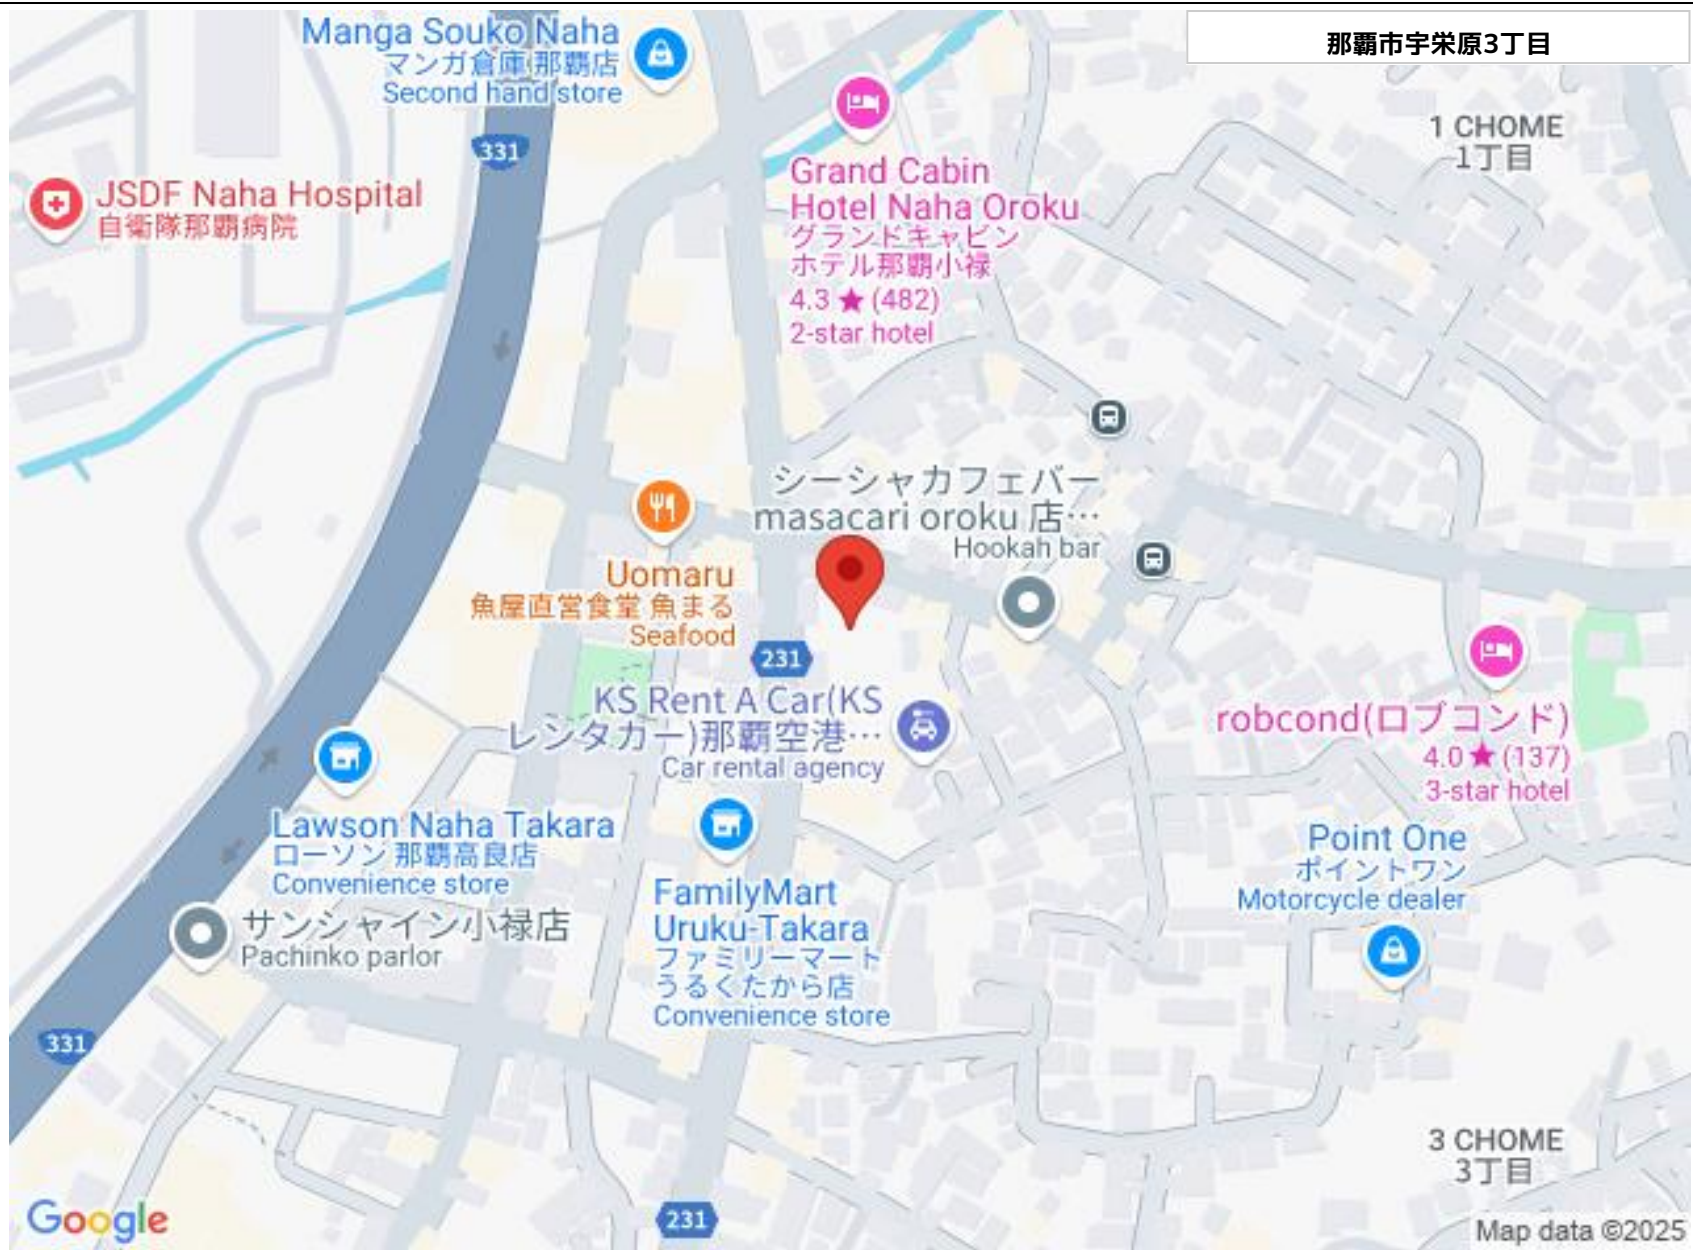 那覇市宇栄原3丁目
Manga Souko Naha
マンガ倉庫 那覇店
Second hand store
331
1 CHOME
1丁目
JSDF Naha Hospital
自衛隊那覇病院
Grand Cabin
Hotel Naha Oroku
グランドキャビン
ホテル那覇小禄
4.3 ★ (482)
2-star hotel
シーシャカフェバー
masacari oroku 店…
Hookah bar
Uomaru
魚屋直営食堂 魚まる
Seafood
231
KS Rent A Car(KS
レンタカー)那覇空港…
Car rental agency
robcond(ロブコンド)
4.0 ★ (137)
3-star hotel
Lawson Naha Takara
ローソン 那覇高良店
Convenience store
Point One
ポイントワン
Motorcycle dealer
FamilyMart
Uruku-Takara
ファミリーマート
うるくたから店
Convenience store
サンシャイン小禄店
Pachinko parlor
331
3 CHOME
3丁目
231
Google
Map data ©2025